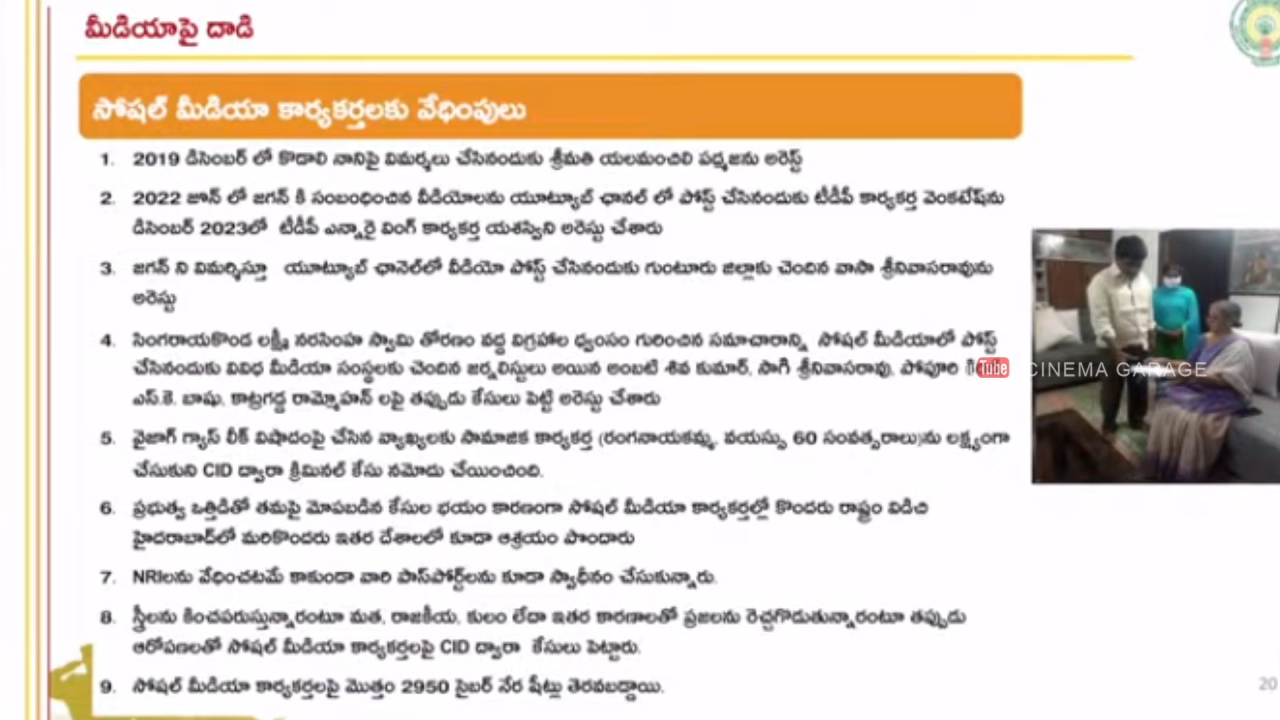 మీడియాపై దాడి
సోషల్ మీడియా కార్యకర్తలకు వేధింపులు
1. 2019 డిసెంబర్ లో కొడాలి నానిపై విమర్శలు చేసినందుకు శ్రీమతి యలమంచిలి పద్మజను అరెస్ట్
2. 2022 జూన్ లో జగన్ కి సంబంధించిన వీడియోలను యూట్యూబ్ ఛానల్ లో పోస్ట్ చేసినందుకు టీడీపీ కార్యకర్త వెంకటేష్‌ను
డిసెంబర్ 2023లో టీడీపీ ఎన్నారై వింగ్ కార్యకర్త యశస్విని అరెస్టు చేశారు
3. జగన్ ని విమర్శిస్తూ యూట్యూబ్ ఛానెల్‌లో వీడియో పోస్ట్ చేసినందుకు గుంటూరు జిల్లాకు చెందిన వాసా శ్రీనివాసరావును
అరెస్టు
4. సింగరాయకొండ లక్ష్మీ నరసింహ స్వామి తోరణం వద్ద విగ్రహాల ధ్వంసం గురించిన సమాచారాన్ని సోషల్ మీడియాలో పోస్ట్
చేసినందుకు వివిధ మీడియా సంస్థలకు చెందిన జర్నలిస్టులు అయిన అంబటి శివ కుమార్, సాగి శ్రీనివాసరావు, పోపూరి
Tube CINEMA GARAGE
ఎస్.కె. బాషు, కాట్రగడ్డ రామ్మోహన్ లపై తప్పుడు కేసులు పెట్టి అరెస్టు చేశారు
5. వైజాగ్ గ్యాస్ లీక్ విషాదంపై చేసిన వ్యాఖ్యలకు సామాజిక కార్యకర్త (రంగనాయకమ్మ, వయస్సు 60 సంవత్సరాలు)ను లక్ష్యంగా
చేసుకుని CID ద్వారా క్రిమినల్ కేసు నమోదు చేయించింది.
6. ప్రభుత్వ ఒత్తిడితో తమపై మోపబడిన కేసుల భయం కారణంగా సోషల్ మీడియా కార్యకర్తల్లో కొందరు రాష్ట్రం విడిచి
హైదరాబాద్‌లో మరికొందరు ఇతర దేశాలలో కూడా ఆశ్రయం పొందారు
7. NRIలను వేధించటమే కాకుండా వారి పాస్‌పోర్ట్‌లను కూడా స్వాధీనం చేసుకున్నారు.
8. స్త్రీలను కించపరుస్తున్నారంటూ మత, రాజకీయ, కులం లేదా ఇతర కారణాలతో ప్రజలను రెచ్చగొడుతున్నారంటూ తప్పుడు
ఆరోపణలతో సోషల్ మీడియా కార్యకర్తలపై CID ద్వారా కేసులు పెట్టారు.
9. సోషల్ మీడియా కార్యకర్తలపై మొత్తం 2950 సైబర్ నేర షీట్లు తెరవబడ్డాయి.
20